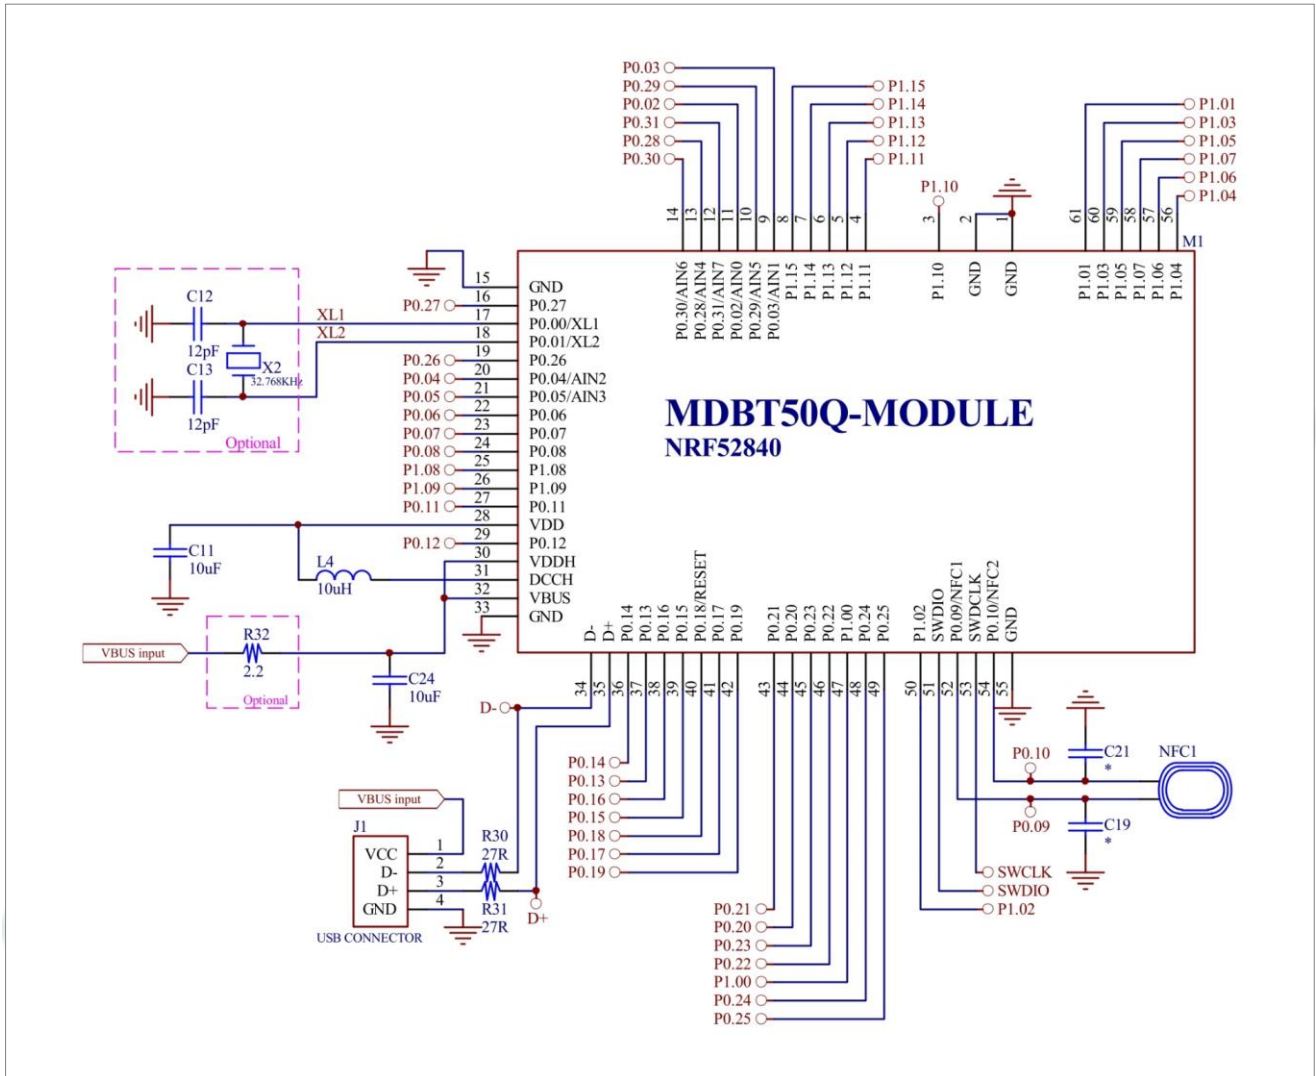 P0.03
P0.29
P0.02
P0.31
P0.28
P0.30
P1.15
P1.14
P1.13
P1.12
P1.11
P1.10
P1.01
P1.03
P1.05
P1.07
P1.06
P1.04
14 13 12 11 10 9 8 7 6 5 4 3 2 1 61 60 59 58 57 56
M1
P0.30/AIN6
P0.28/AIN4
P0.31/AIN7
P0.02/AIN0
P0.29/AIN5
P0.03/AIN1
P1.15
P1.14
P1.13
P1.12
P1.11
P1.10
GND
GND
P1.01
P1.03
P1.05
P1.07
P1.06
P1.04
C12
12pF
C13
12pF
X2
32.768KHz
Optional
XL1
XL2
15 GND
P0.27 16 P0.27
17 P0.00/XL1
18 P0.01/XL2
P0.26 19 P0.26
P0.04 20 P0.04/AIN2
P0.05 21 P0.05/AIN3
P0.06 22 P0.06
P0.07 23 P0.07
P0.08 24 P0.08
P1.08 25 P1.08
P1.09 26 P1.09
P0.11 27 P0.11
28 VDD
P0.12 29 P0.12
30 VDDH
31 DCCH
32 VBUS
33 GND
MDBT50Q-MODULE
NRF52840
C11
10uF
L4
10uH
VBUS input
R32
2.2
Optional
C24
10uF
D-
D+
P0.14
P0.13
P0.16
P0.15
P0.18/RESET
P0.17
P0.19
P0.21
P0.20
P0.23
P0.22
P1.00
P0.24
P0.25
P1.02
SWDIO
P0.09/NFC1
SWDCLK
P0.10/NFC2
GND
34 35 36 37 38 39 40 41 42 43 44 45 46 47 48 49 50 51 52 53 54 55
D-
P0.14
P0.13
P0.16
P0.15
P0.18
P0.17
P0.19
VBUS input
J1
VCC 1
D- 2
D+ 3
GND 4
USB CONNECTOR
R30
27R
R31
27R
D+
P0.21
P0.20
P0.23
P0.22
P1.00
P0.24
P0.25
P0.10
P0.09
C21
*
C19
*
NFC1
SWCLK
SWDIO
P1.02